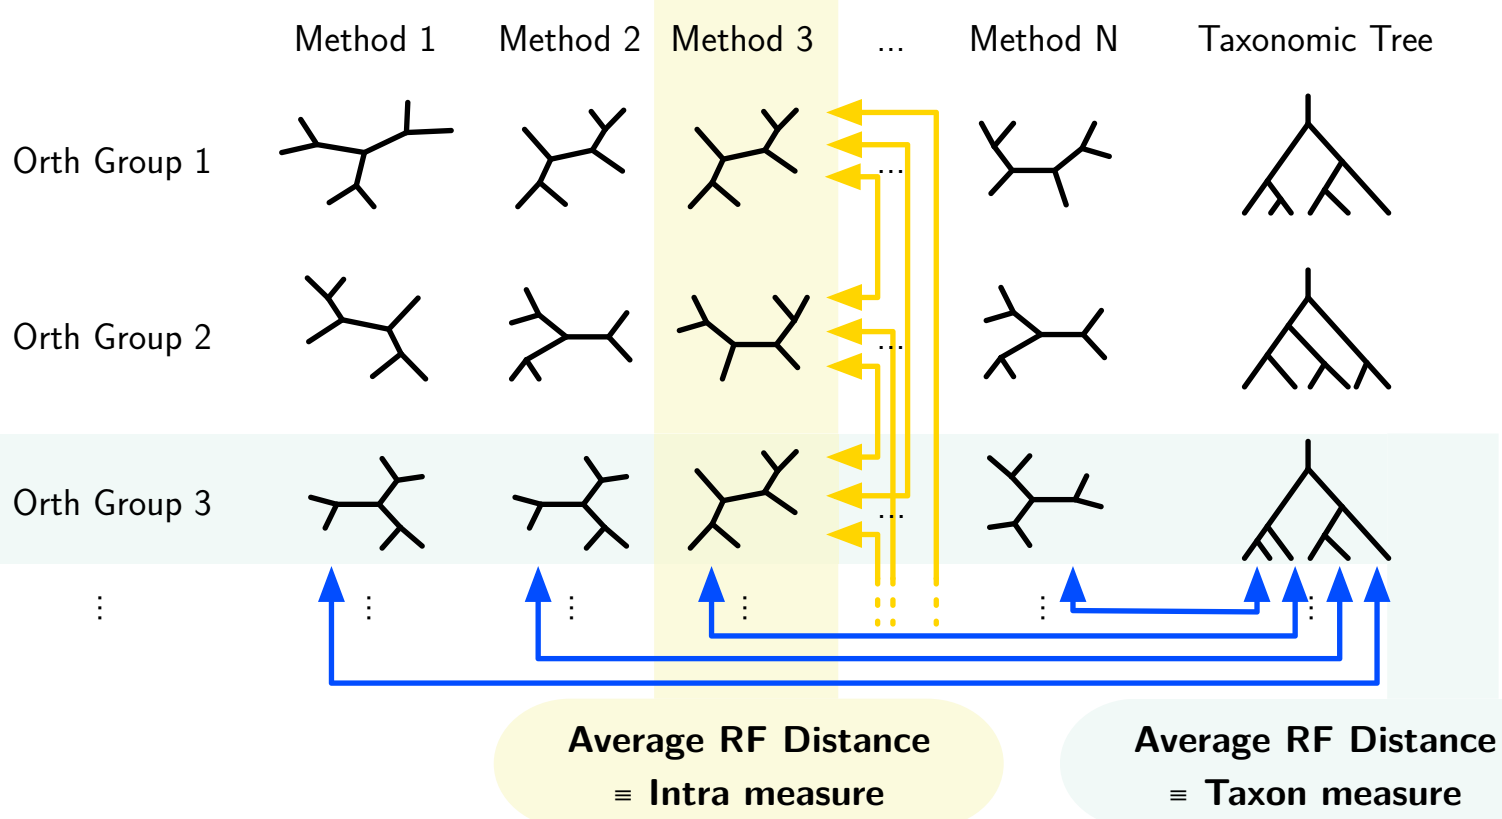 Method 1 Method 2 Method 3 ... Method N Taxonomic Tree
Orth Group 1 ...
Orth Group 2 ...
Orth Group 3 ...
⋮ ⋮ ⋮ ⋮ ⋮ ⋮
Average RF Distance
≡ Intra measure
Average RF Distance
≡ Taxon measure